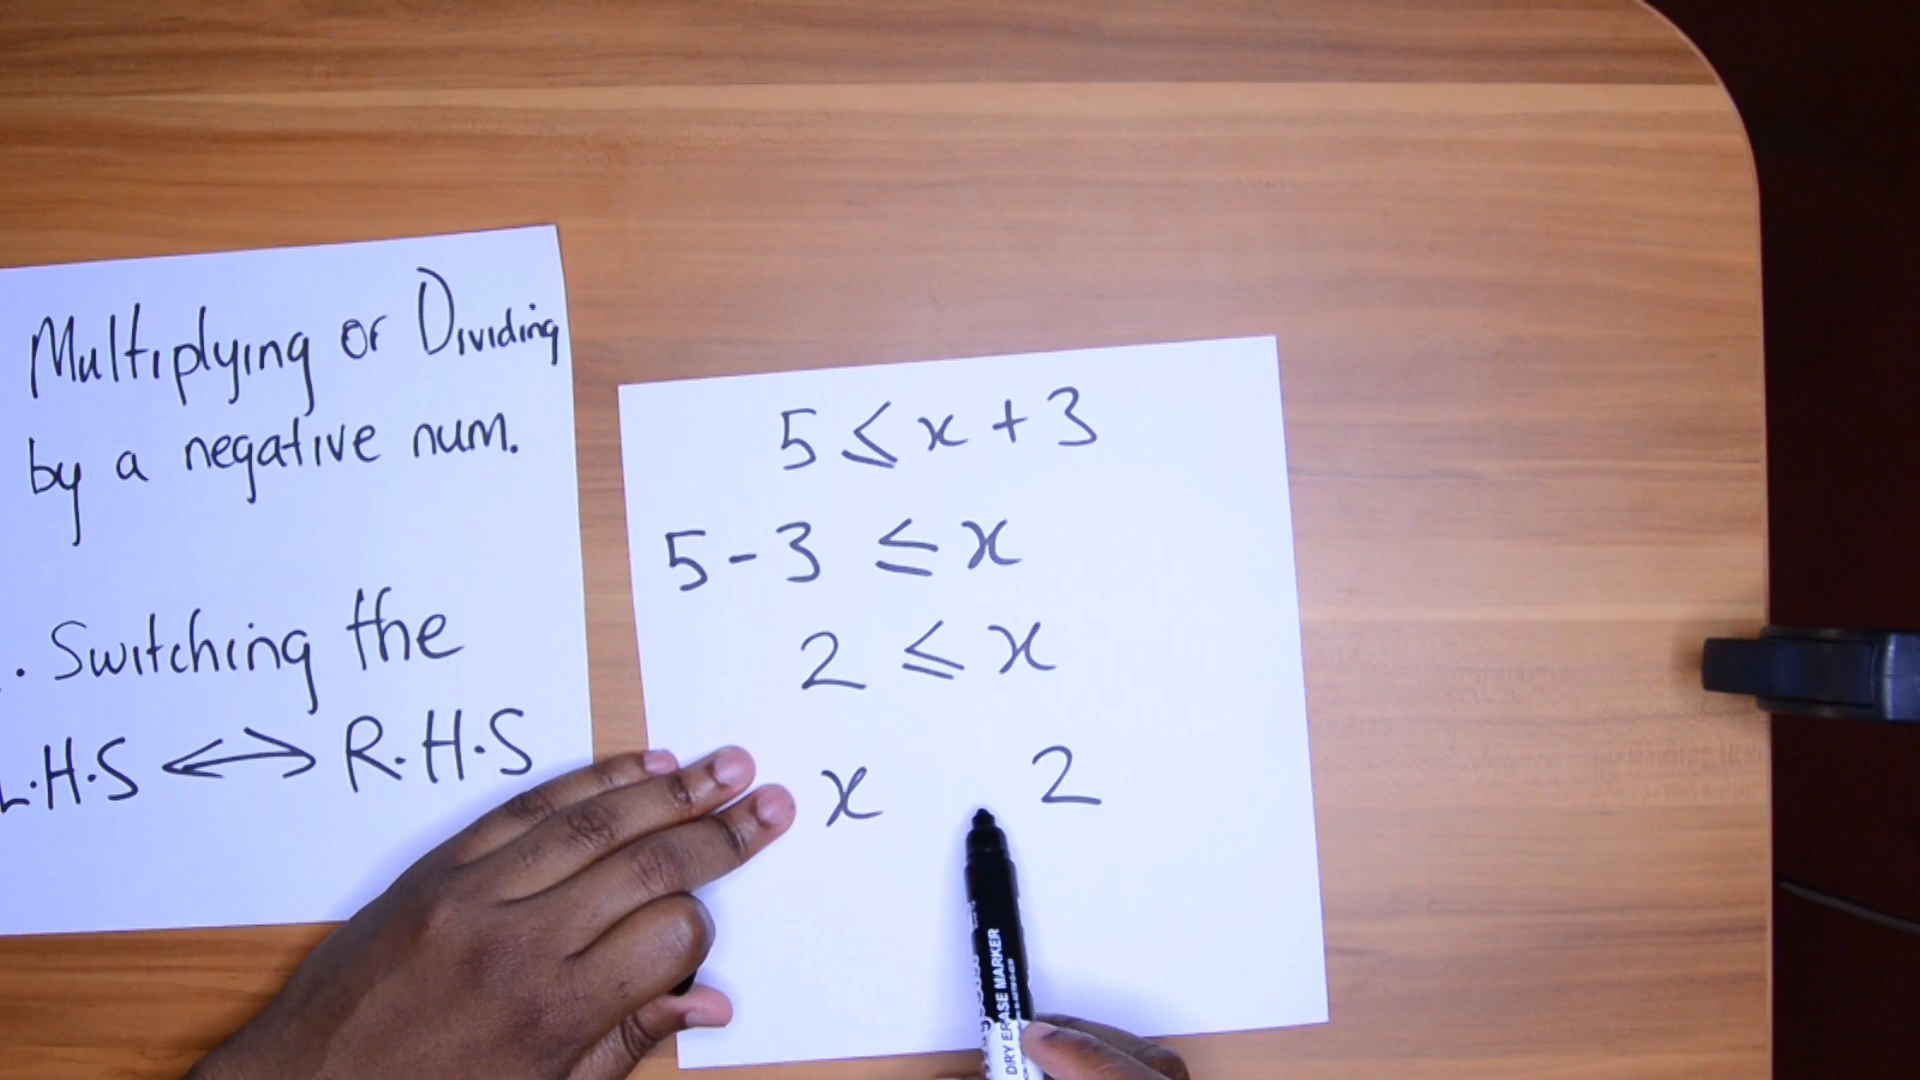 Multiplying or Dividing
by a negative num.
. Switching the
L.H.S ⟷ R.H.S
5 ≤ x + 3
5 - 3 ≤ x
2 ≤ x
x 2
DRY ERASE MARKER